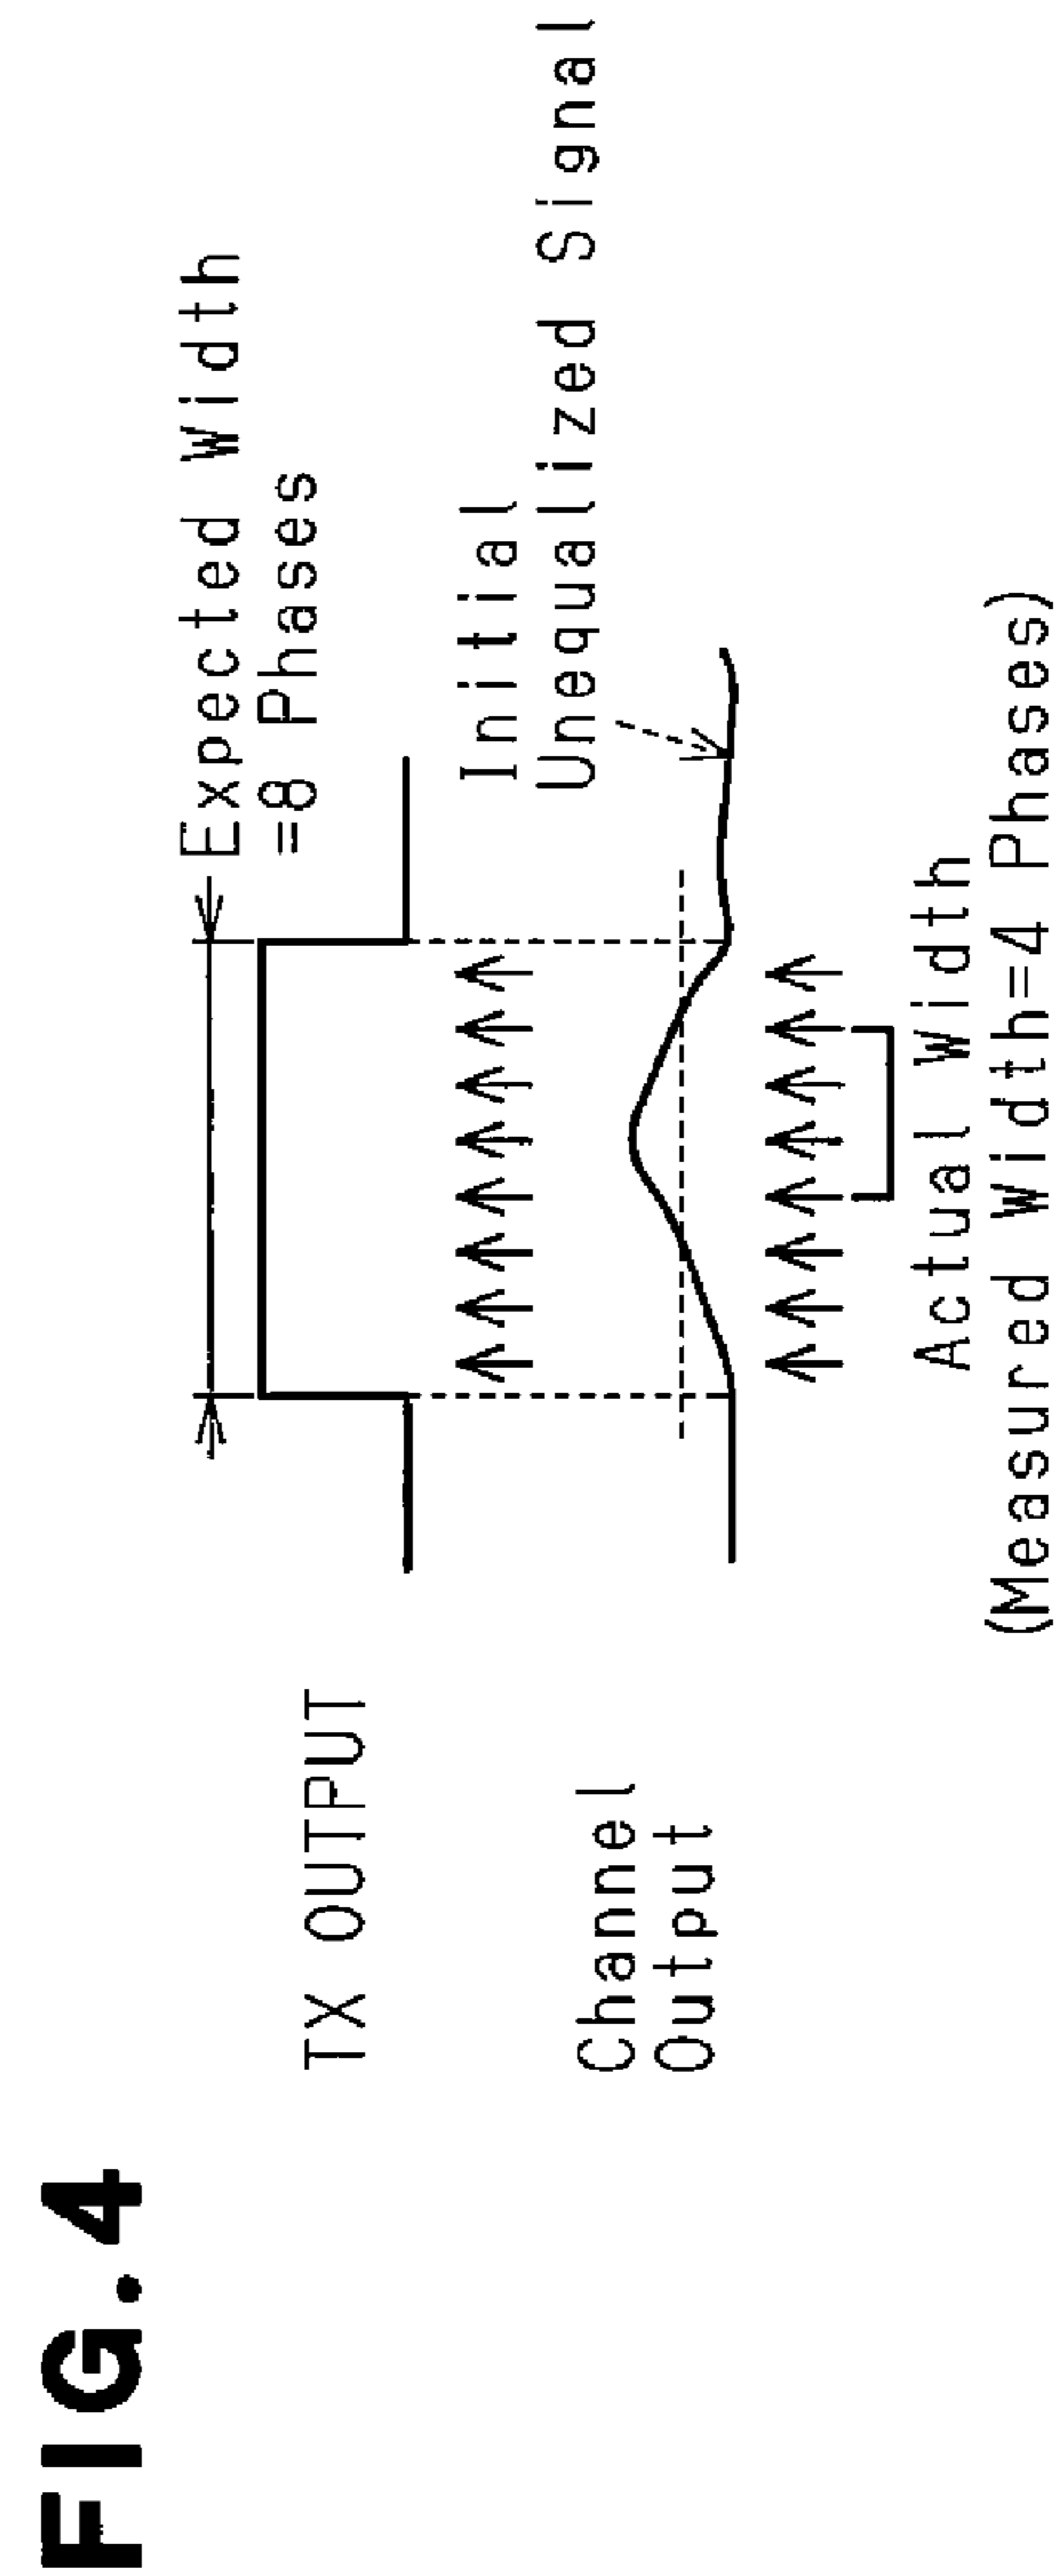 FIG.4
Expected Width
=8 Phases
TX OUTPUT
Initial
Unequalized Signal
Channel
Output
Actual Width
(Measured Width=4 Phases)